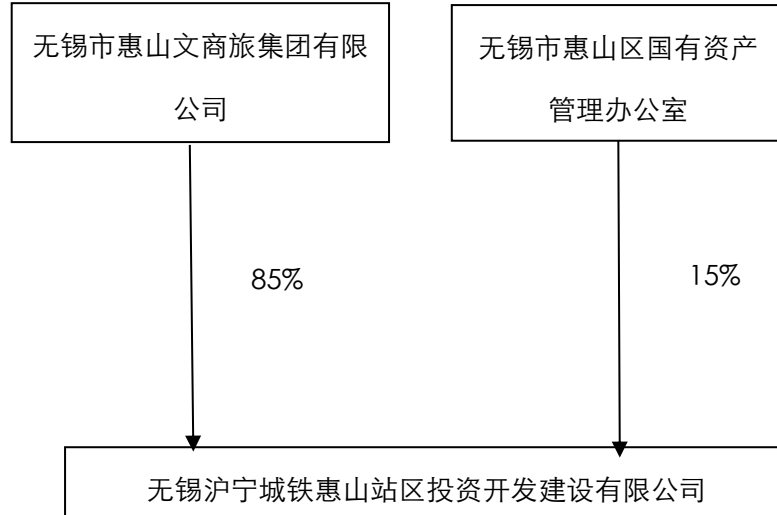 无锡市惠山文商旅集团有限
公司
无锡市惠山区国有资产
管理办公室
85%
15%
无锡沪宁城铁惠山站区投资开发建设有限公司